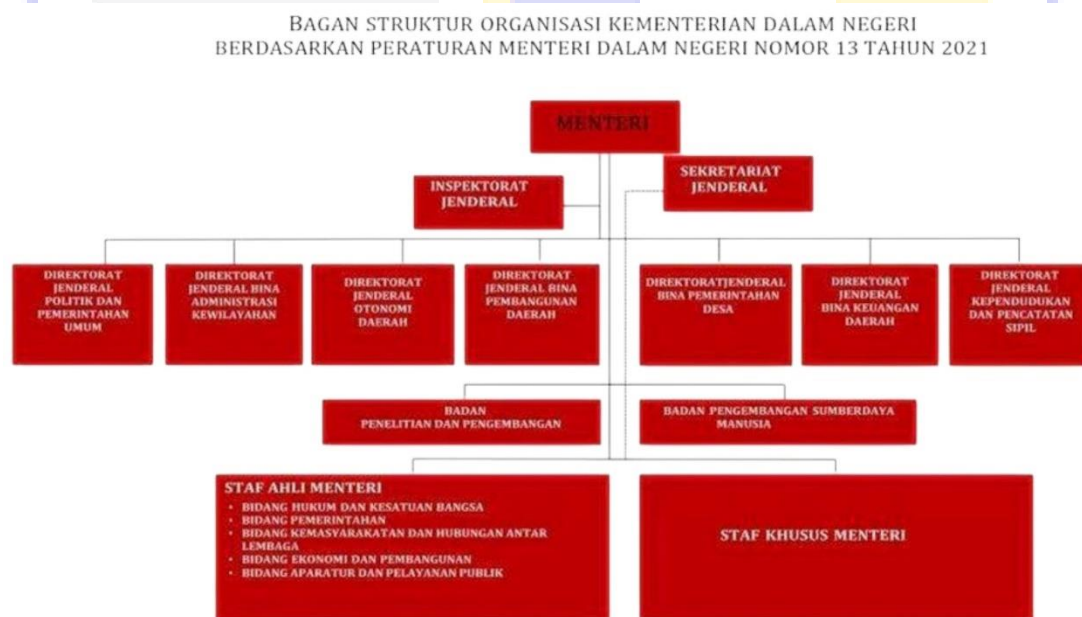 BAGAN STRUKTUR ORGANISASI KEMENTERIAN DALAM NEGERI
BERDASARKAN PERATURAN MENTERI DALAM NEGERI NOMOR 13 TAHUN 2021
MENTERI
SEKRETARIAT
JENDERAL
INSPEKTORAT
JENDERAL
DIREKTORAT
JENDERAL
POLITIK DAN
PEMERINTAHAN
UMUM
DIREKTORAT
JENDERAL BINA
ADMINISTRASI
KEWILAYAHAN
DIREKTORAT
JENDERAL
OTONOMI
DAERAH
DIREKTORAT
JENDERAL BINA
PEMBANGUNAN
DAERAH
DIREKTORATJENDERAL
BINA PEMERINTAHAN
DESA
DIREKTORAT
JENDERAL
BINA KEUANGAN
DAERAH
DIREKTORAT
JENDERAL
KEPENDUDUKAN
DAN PENCATATAN
SIPIL
BADAN
PENELITIAN DAN PENGEMBANGAN
BADAN PENGEMBANGAN SUMBERDAYA
MANUSIA
STAF AHLI MENTERI
• BIDANG HUKUM DAN KESATUAN BANGSA
• BIDANG PEMERINTAHAN
• BIDANG KEMASYARAKATAN DAN HUBUNGAN ANTAR
LEMBAGA
• BIDANG EKONOMI DAN PEMBANGUNAN
• BIDANG APARATUR DAN PELAYANAN PUBLIK
STAF KHUSUS MENTERI